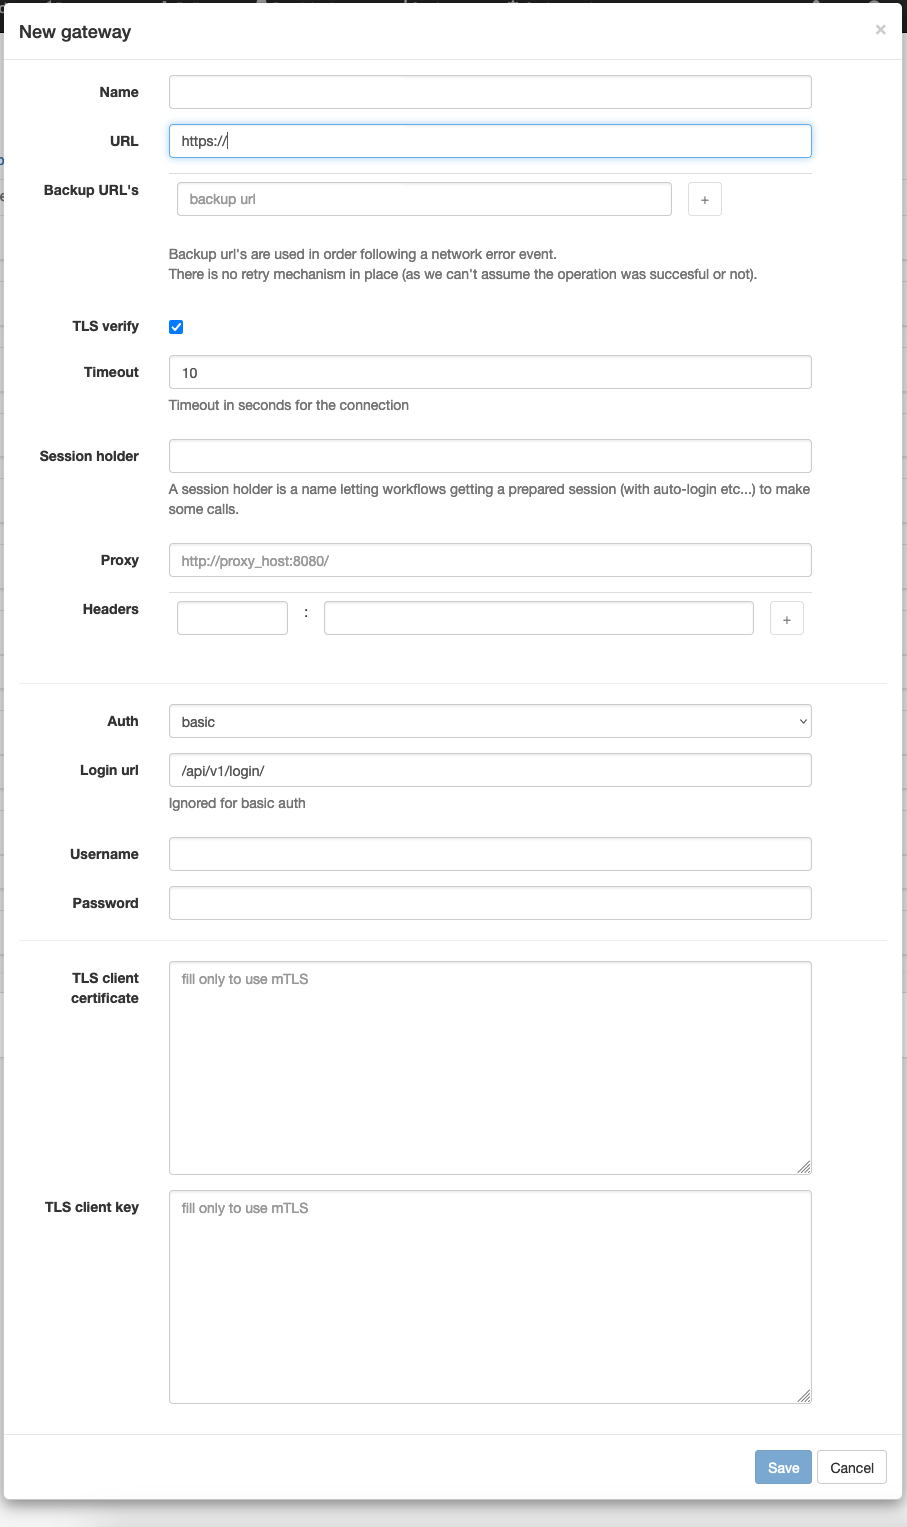 New gateway
×
Name
URL
https://
Backup URL's
backup url
+
Backup url's are used in order following a network error event.
There is no retry mechanism in place (as we can't assume the operation was succesful or not).
TLS verify
Timeout
10
Timeout in seconds for the connection
Session holder
A session holder is a name letting workflows getting a prepared session (with auto-login etc...) to make
some calls.
Proxy
http://proxy_host:8080/
Headers
:
+
Auth
basic
Login url
/api/v1/login/
Ignored for basic auth
Username
Password
TLS client
certificate
fill only to use mTLS
TLS client key
fill only to use mTLS
Save
Cancel